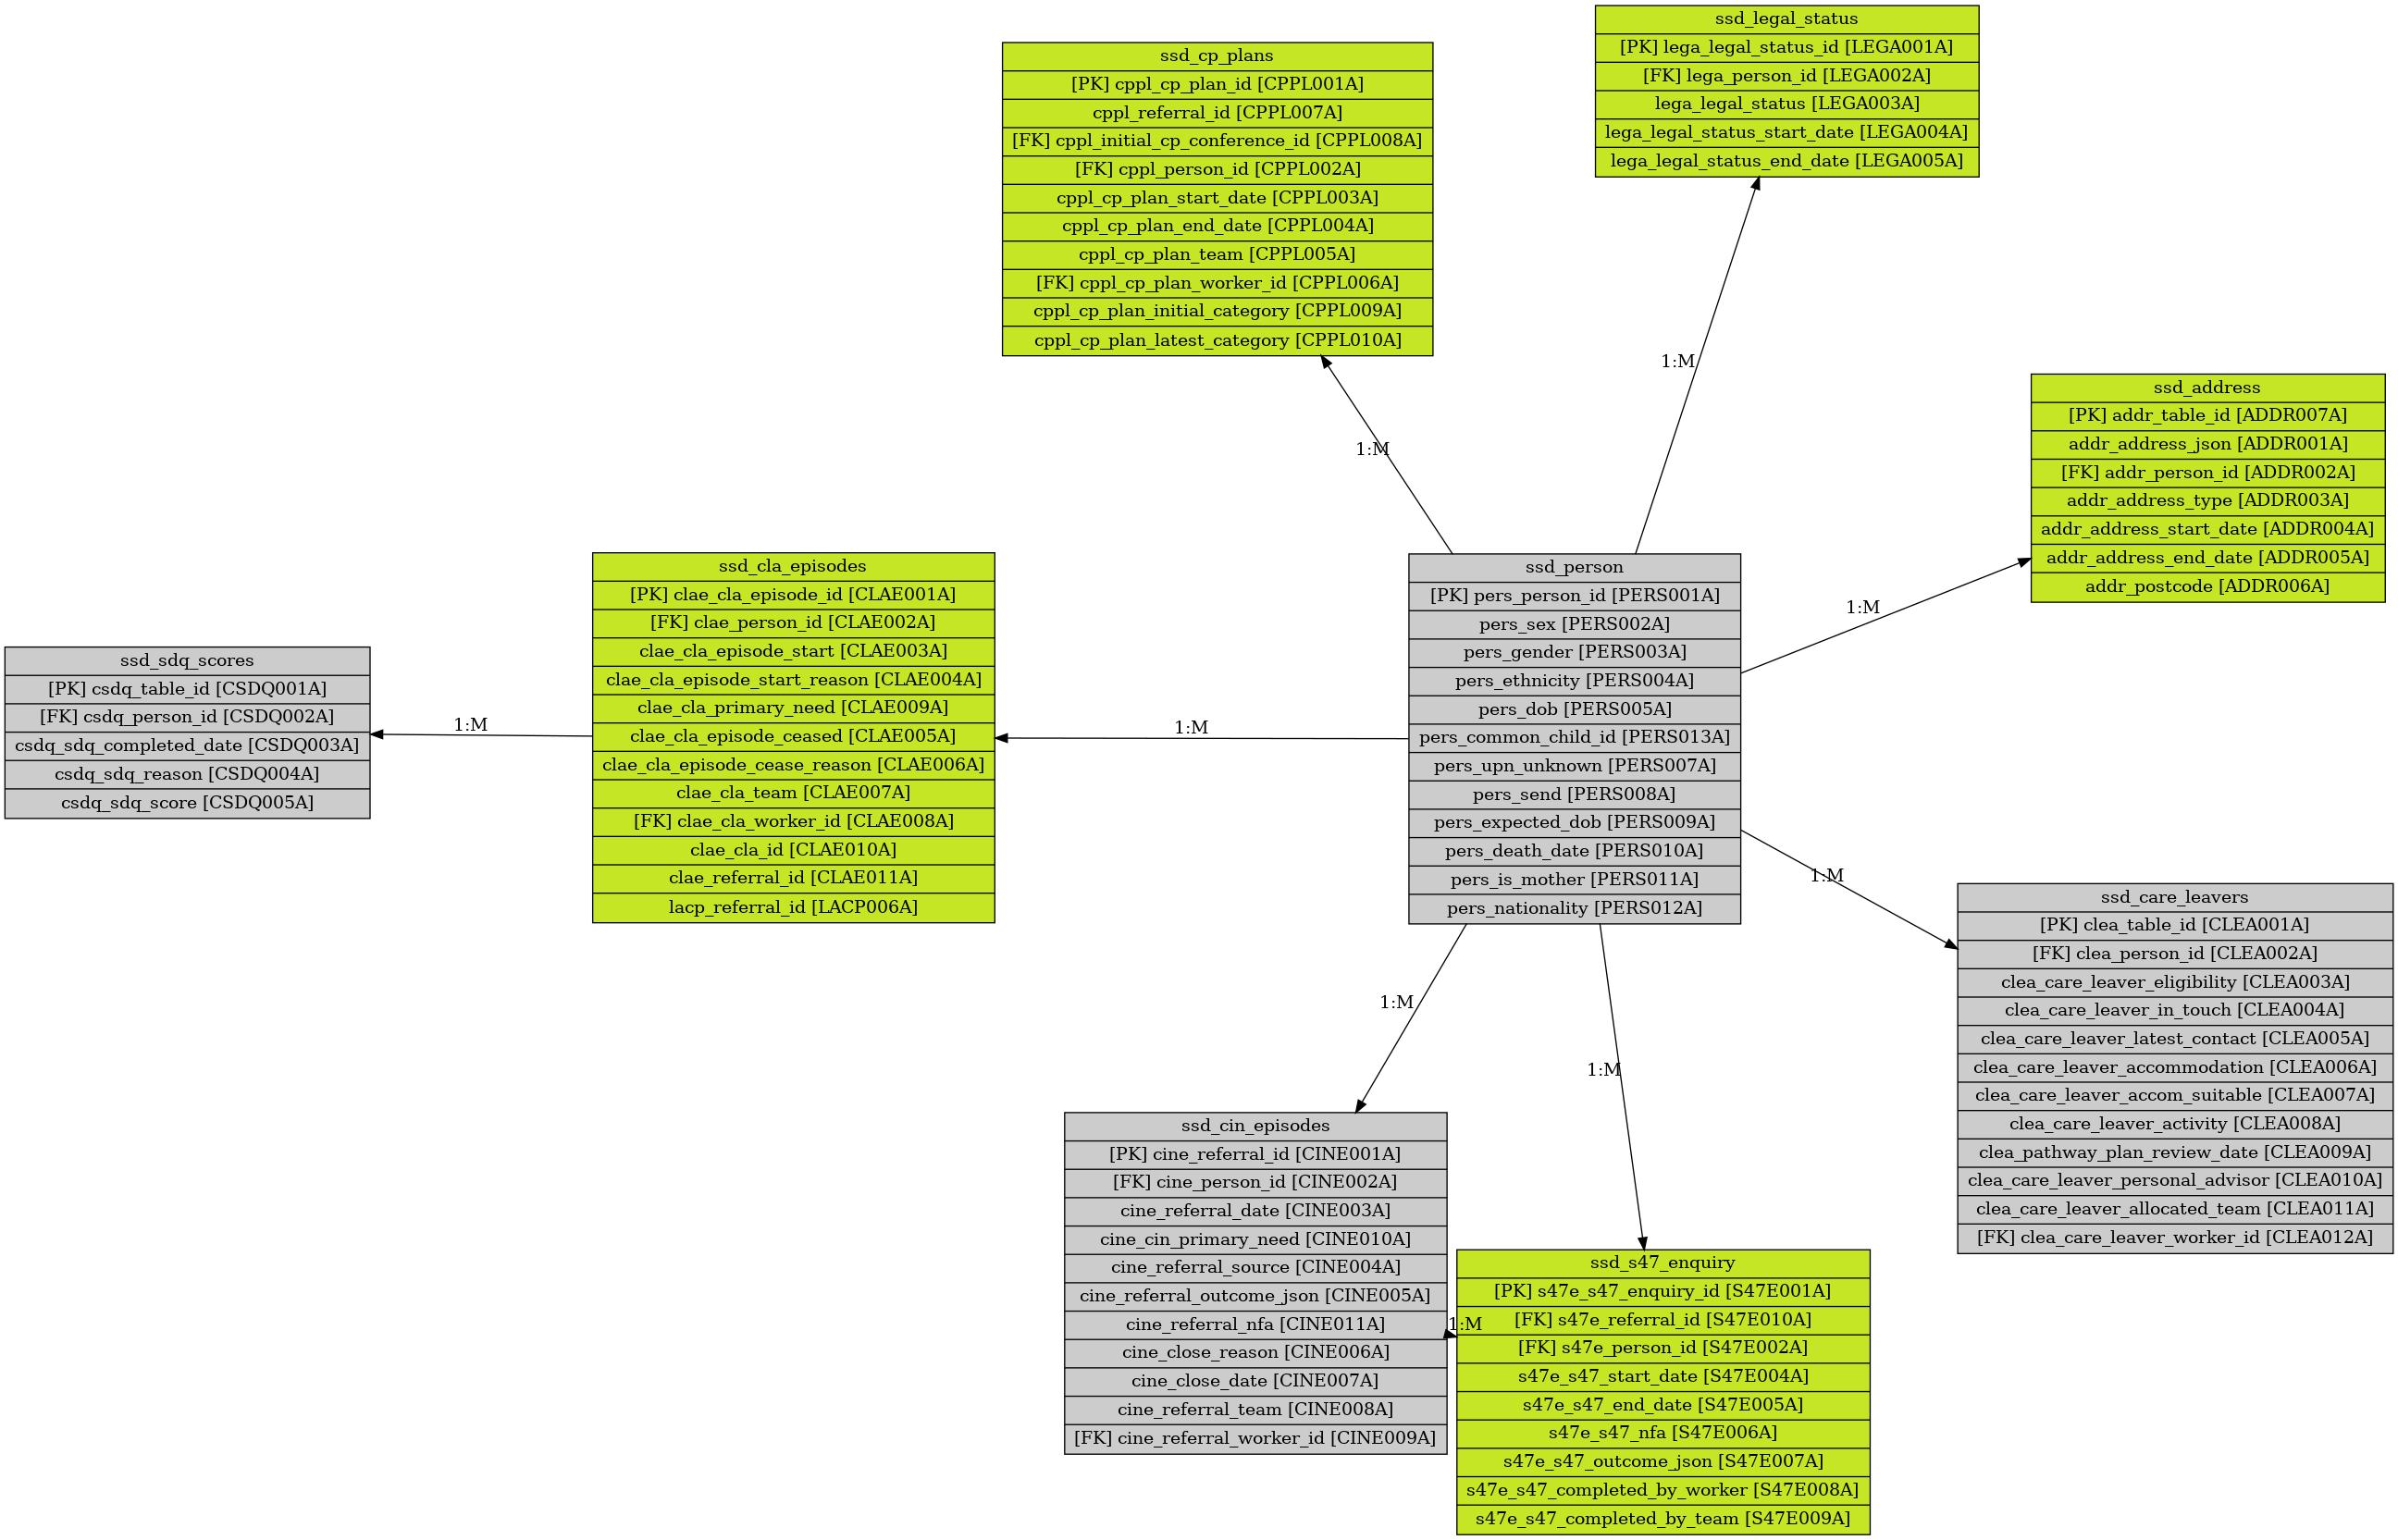 ssd_legal_status
[PK] lega_legal_status_id [LEGA001A]
[FK] lega_person_id [LEGA002A]
lega_legal_status [LEGA003A]
lega_legal_status_start_date [LEGA004A]
lega_legal_status_end_date [LEGA005A]
ssd_cp_plans
[PK] cppl_cp_plan_id [CPPL001A]
cppl_referral_id [CPPL007A]
[FK] cppl_initial_cp_conference_id [CPPL008A]
[FK] cppl_person_id [CPPL002A]
cppl_cp_plan_start_date [CPPL003A]
cppl_cp_plan_end_date [CPPL004A]
cppl_cp_plan_team [CPPL005A]
[FK] cppl_cp_plan_worker_id [CPPL006A]
cppl_cp_plan_initial_category [CPPL009A]
cppl_cp_plan_latest_category [CPPL010A]
1:M
1:M
ssd_address
[PK] addr_table_id [ADDR007A]
addr_address_json [ADDR001A]
[FK] addr_person_id [ADDR002A]
addr_address_type [ADDR003A]
addr_address_start_date [ADDR004A]
addr_address_end_date [ADDR005A]
addr_postcode [ADDR006A]
1:M
ssd_sdq_scores
[PK] csdq_table_id [CSDQ001A]
[FK] csdq_person_id [CSDQ002A]
csdq_sdq_completed_date [CSDQ003A]
csdq_sdq_reason [CSDQ004A]
csdq_sdq_score [CSDQ005A]
1:M
ssd_cla_episodes
[PK] clae_cla_episode_id [CLAE001A]
[FK] clae_person_id [CLAE002A]
clae_cla_episode_start [CLAE003A]
clae_cla_episode_start_reason [CLAE004A]
clae_cla_primary_need [CLAE009A]
clae_cla_episode_ceased [CLAE005A]
clae_cla_episode_cease_reason [CLAE006A]
clae_cla_team [CLAE007A]
[FK] clae_cla_worker_id [CLAE008A]
clae_cla_id [CLAE010A]
clae_referral_id [CLAE011A]
lacp_referral_id [LACP006A]
1:M
ssd_person
[PK] pers_person_id [PERS001A]
pers_sex [PERS002A]
pers_gender [PERS003A]
pers_ethnicity [PERS004A]
pers_dob [PERS005A]
pers_common_child_id [PERS013A]
pers_upn_unknown [PERS007A]
pers_send [PERS008A]
pers_expected_dob [PERS009A]
pers_death_date [PERS010A]
pers_is_mother [PERS011A]
pers_nationality [PERS012A]
1:M
ssd_care_leavers
[PK] clea_table_id [CLEA001A]
[FK] clea_person_id [CLEA002A]
clea_care_leaver_eligibility [CLEA003A]
clea_care_leaver_in_touch [CLEA004A]
clea_care_leaver_latest_contact [CLEA005A]
clea_care_leaver_accommodation [CLEA006A]
clea_care_leaver_accom_suitable [CLEA007A]
clea_care_leaver_activity [CLEA008A]
clea_pathway_plan_review_date [CLEA009A]
clea_care_leaver_personal_advisor [CLEA010A]
clea_care_leaver_allocated_team [CLEA011A]
[FK] clea_care_leaver_worker_id [CLEA012A]
1:M
1:M
ssd_cin_episodes
[PK] cine_referral_id [CINE001A]
[FK] cine_person_id [CINE002A]
cine_referral_date [CINE003A]
cine_cin_primary_need [CINE010A]
cine_referral_source [CINE004A]
cine_referral_outcome_json [CINE005A]
cine_referral_nfa [CINE011A]
cine_close_reason [CINE006A]
cine_close_date [CINE007A]
cine_referral_team [CINE008A]
[FK] cine_referral_worker_id [CINE009A]
1:M
ssd_s47_enquiry
[PK] s47e_s47_enquiry_id [S47E001A]
[FK] s47e_referral_id [S47E010A]
[FK] s47e_person_id [S47E002A]
s47e_s47_start_date [S47E004A]
s47e_s47_end_date [S47E005A]
s47e_s47_nfa [S47E006A]
s47e_s47_outcome_json [S47E007A]
s47e_s47_completed_by_worker [S47E008A]
s47e_s47_completed_by_team [S47E009A]